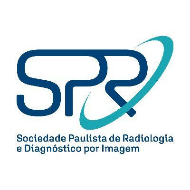 SPR
Sociedade Paulista de Radiologia
e Diagnóstico por Imagem